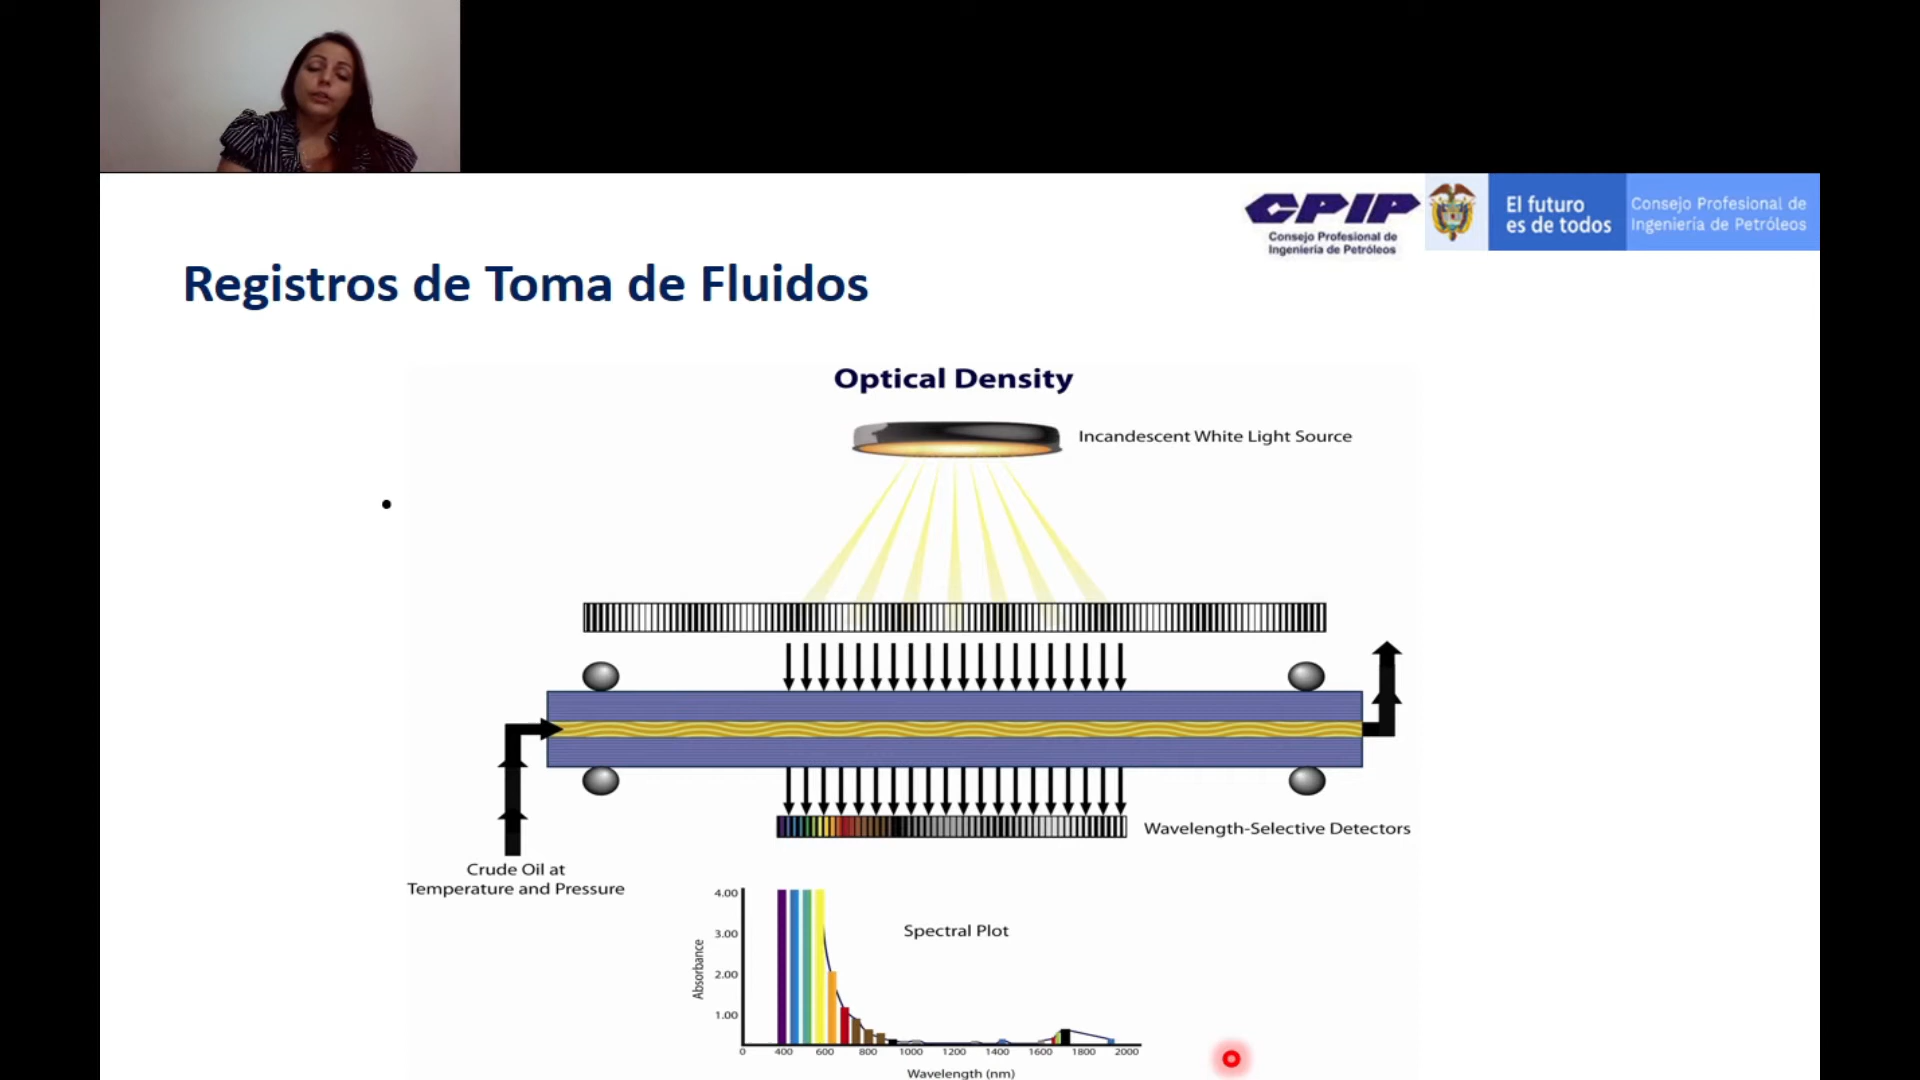 CPIP
Consejo Profesional de
Ingeniería de Petróleos
El futuro
es de todos
Consejo Profesional de
Ingeniería de Petróleos
Registros de Toma de Fluidos
Optical Density
Incandescent White Light Source
•
Wavelength-Selective Detectors
Crude Oil at
Temperature and Pressure
Spectral Plot
Absorbance
4.00
3.00
2.00
1.00
0 400 600 800 1000 1200 1400 1600 1800 2000
Wavelength (nm)